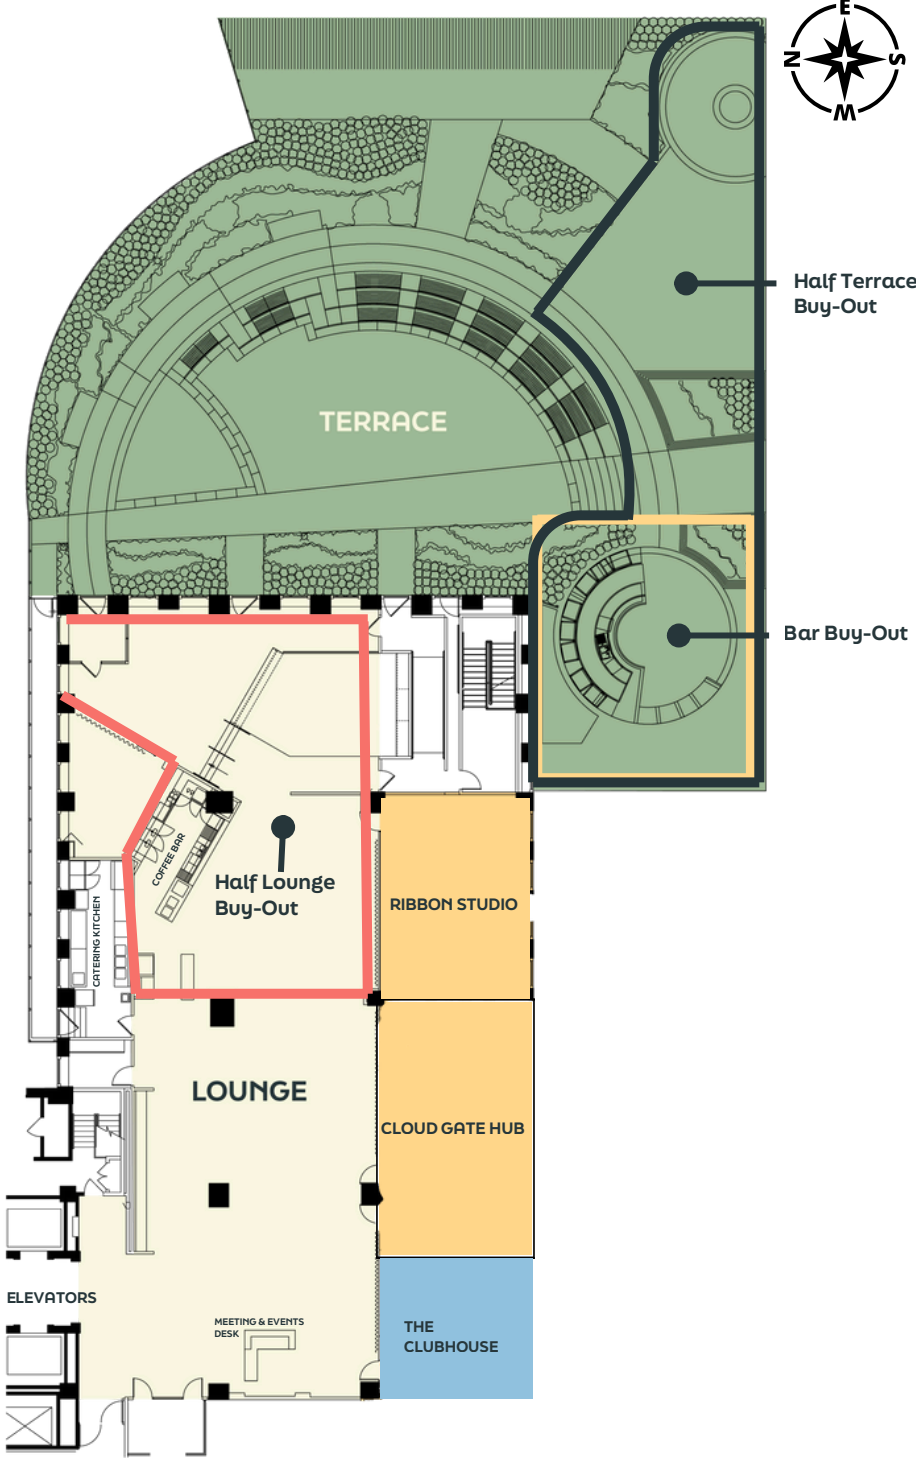 E
N
S
W
Half Terrace
Buy-Out
TERRACE
Bar Buy-Out
COFFEE BAR
Half Lounge
Buy-Out
RIBBON STUDIO
CATERING KITCHEN
LOUNGE
CLOUD GATE HUB
ELEVATORS
MEETING & EVENTS
DESK
THE
CLUBHOUSE